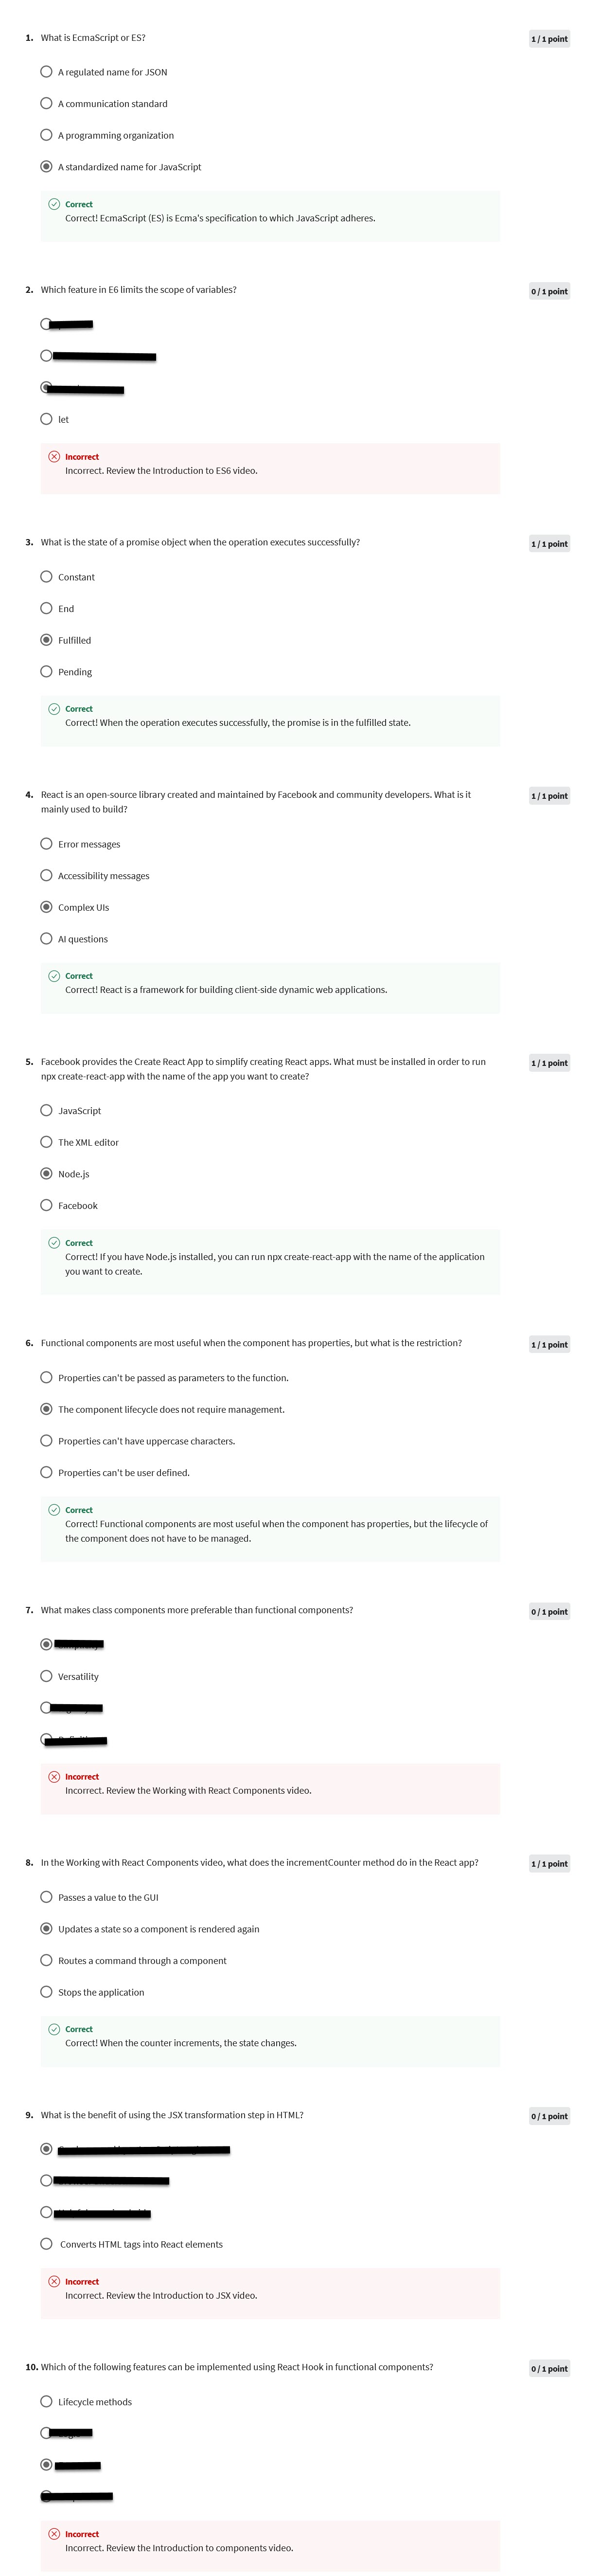 1. What is EcmaScript or ES?
1 / 1 point
A regulated name for JSON
A communication standard
A programming organization
A standardized name for JavaScript
Correct
Correct! EcmaScript (ES) is Ecma's specification to which JavaScript adheres.
2. Which feature in E6 limits the scope of variables?
0 / 1 point
let
Incorrect
Incorrect. Review the Introduction to ES6 video.
3. What is the state of a promise object when the operation executes successfully?
1 / 1 point
Constant
End
Fulfilled
Pending
Correct
Correct! When the operation executes successfully, the promise is in the fulfilled state.
4. React is an open-source library created and maintained by Facebook and community developers. What is it
mainly used to build?
1 / 1 point
Error messages
Accessibility messages
Complex UIs
AI questions
Correct
Correct! React is a framework for building client-side dynamic web applications.
5. Facebook provides the Create React App to simplify creating React apps. What must be installed in order to run
npx create-react-app with the name of the app you want to create?
1 / 1 point
JavaScript
The XML editor
Node.js
Facebook
Correct
Correct! If you have Node.js installed, you can run npx create-react-app with the name of the application
you want to create.
6. Functional components are most useful when the component has properties, but what is the restriction?
1 / 1 point
Properties can't be passed as parameters to the function.
The component lifecycle does not require management.
Properties can't have uppercase characters.
Properties can't be user defined.
Correct
Correct! Functional components are most useful when the component has properties, but the lifecycle of
the component does not have to be managed.
7. What makes class components more preferable than functional components?
0 / 1 point
Versatility
Incorrect
Incorrect. Review the Working with React Components video.
8. In the Working with React Components video, what does the incrementCounter method do in the React app?
1 / 1 point
Passes a value to the GUI
Updates a state so a component is rendered again
Routes a command through a component
Stops the application
Correct
Correct! When the counter increments, the state changes.
9. What is the benefit of using the JSX transformation step in HTML?
0 / 1 point
Converts HTML tags into React elements
Incorrect
Incorrect. Review the Introduction to JSX video.
10. Which of the following features can be implemented using React Hook in functional components?
0 / 1 point
Lifecycle methods
Incorrect
Incorrect. Review the Introduction to components video.